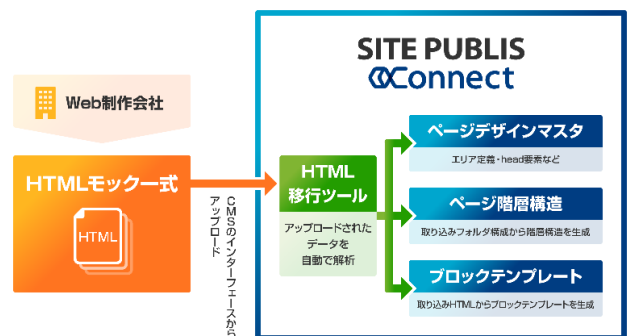 SITE PUBLIS
Connect
Web制作会社
HTMLモック一式
HTML
CMSのインターフェースから
アップロード
HTML
移行ツール
アップロードされた
データを
自動で解析
ページデザインマスタ
エリア定義・head要素など
ページ階層構造
取り込みフォルダ構成から階層構造を生成
ブロックテンプレート
取り込みHTMLからブロックテンプレートを生成